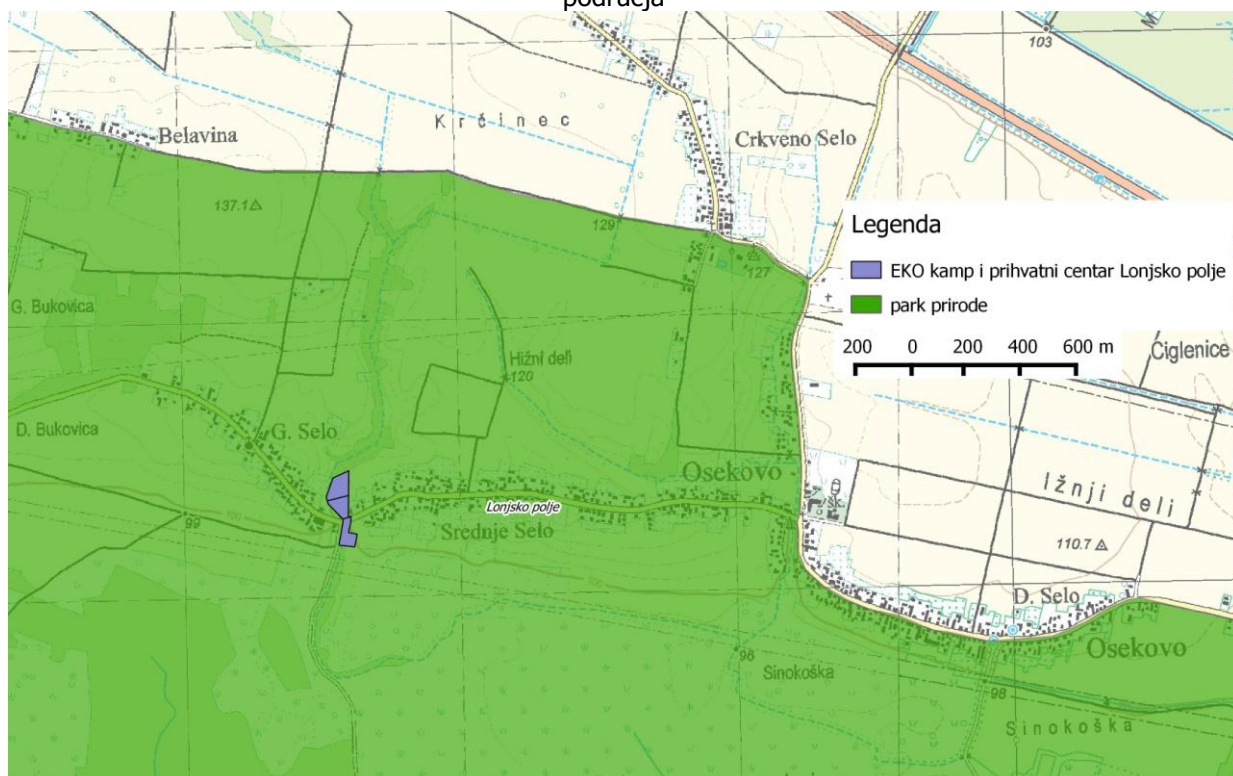 područja
M
103
Krčinec
Belavina
Crkveno Selo
137.1
129
127
Legenda
EKO kamp i prihvatni centar Lonjsko polje
park prirode
200 0 200 400 600 m
G. Bukovica
Hižni deli
120
Ciglenice
D. Bukovica
G. Selo
Osekovo
šk.
Ižnji deli
Lonjsko polje
99
Srednje Selo
100
110.7
D. Selo
Osekovo
96
Sinokoška
98
Sinokoška